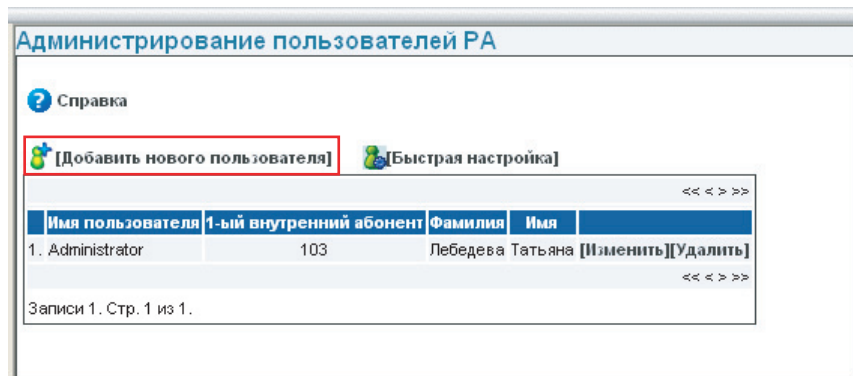 Администрирование пользователей PA
Справка
[Добавить нового пользователя] [Быстрая настройка]
<< < > >>
Имя пользователя 1-ый внутренний абонент Фамилия Имя
1. Administrator 103 Лебедева Татьяна [Изменить][Удалить]
<< < > >>
Записи 1. Стр. 1 из 1.